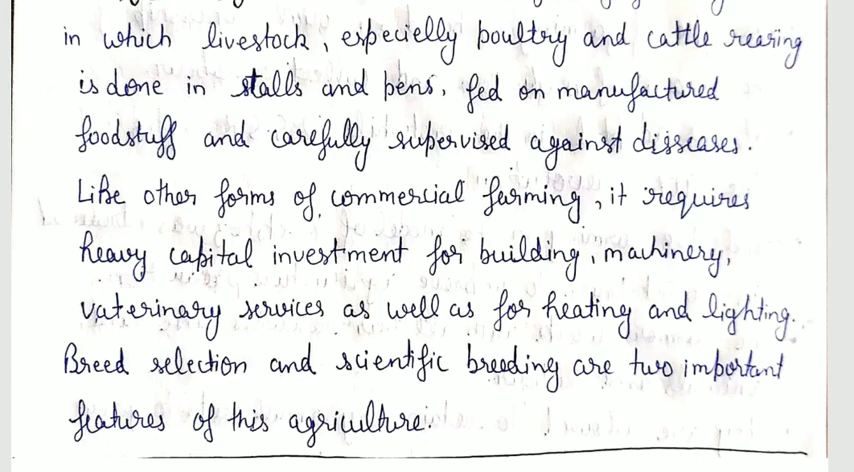 in which livestock, especielly poultry and cattle rearing
is done in stalls and pens, fed on manufactured
foodstuff and carefully supervised against disseases.
Like other forms of commercial farming, it requires
heavy capital investment for building, machinery,
vaterinary services as well as for heating and lighting.
Breed selection and scientific breeding are two important
features of this agriculture.